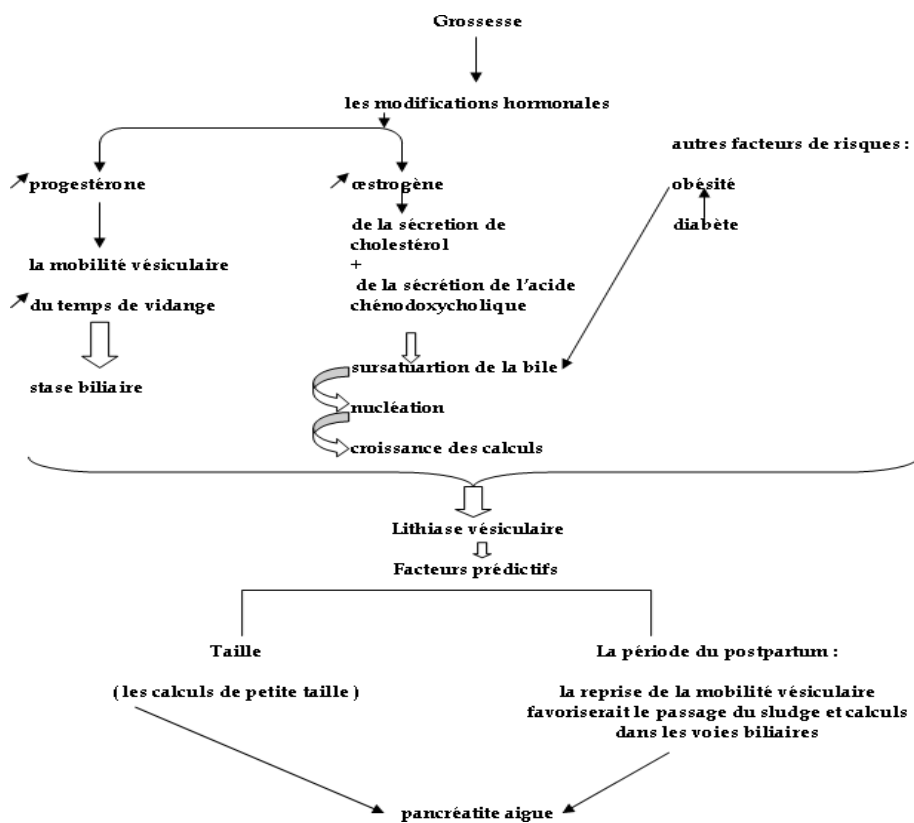 Grossesse
les modifications hormonales
autres facteurs de risques :
progestérone
œstrogène
obésité
diabète
de la sécretion de
cholestérol
+
de la sécrétion de l'acide
chénodoxycholique
la mobilité vésiculaire
du temps de vidange
stase biliaire
sursatuartion de la bile
nucléation
croissance des calculs
Lithiase vésiculaire
Facteurs prédictifs
Taille
( les calculs de petite taille )
La période du postpartum :
la reprise de la mobilité vésiculaire
favoriserait le passage du sludge et calculs
dans les voies biliaires
pancréatite aigue